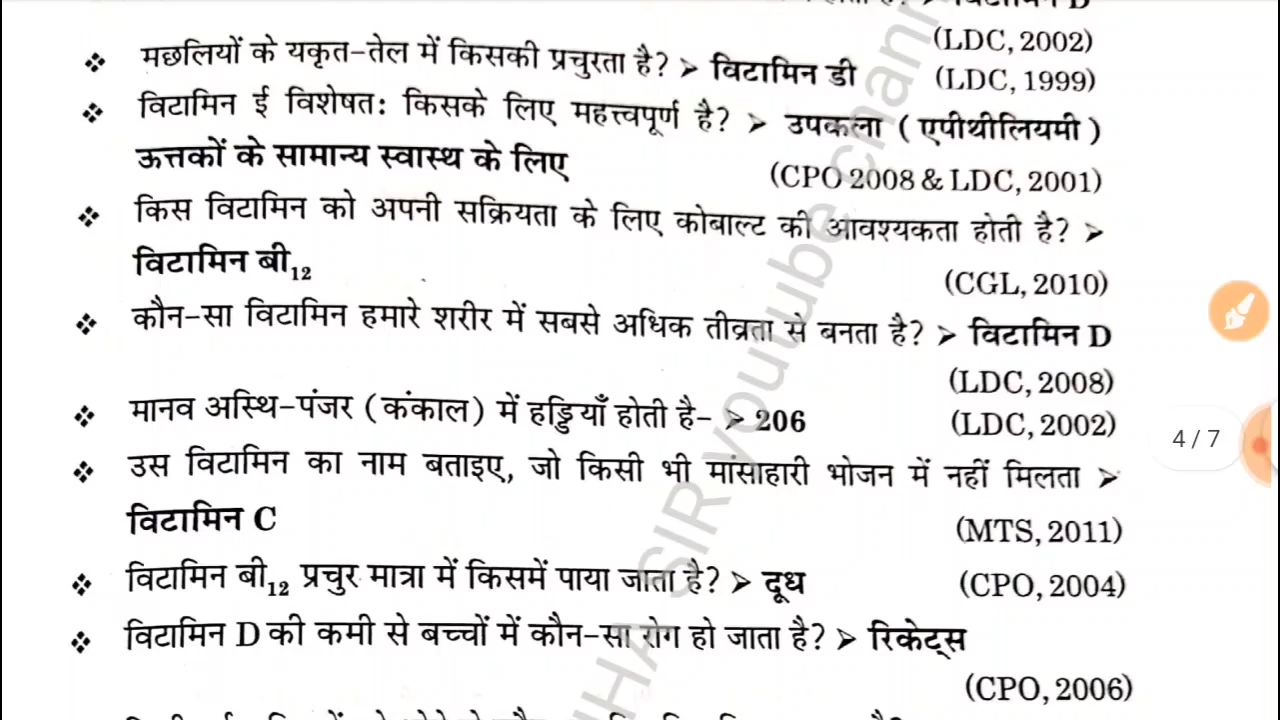 विटामिन D
(LDC, 2002)
❖ मछलियों के यकृत-तेल में किसकी प्रचुरता है? ➤ विटामिन डी (LDC, 1999)
❖ विटामिन ई विशेषतः किसके लिए महत्त्वपूर्ण है? ➤ उपकला (एपीथीलियमी)
ऊत्तकों के सामान्य स्वास्थ के लिए (CPO 2008 & LDC, 2001)
❖ किस विटामिन को अपनी सक्रियता के लिए कोबाल्ट की आवश्यकता होती है? ➤
विटामिन बी₁₂ (CGL, 2010)
❖ कौन-सा विटामिन हमारे शरीर में सबसे अधिक तीव्रता से बनता है? ➤ विटामिन D
(LDC, 2008)
❖ मानव अस्थि-पंजर (कंकाल) में हड्डियाँ होती है- ➤ 206 (LDC, 2002)
❖ उस विटामिन का नाम बताइए, जो किसी भी मांसाहारी भोजन में नहीं मिलता ➤
विटामिन C (MTS, 2011)
❖ विटामिन बी₁₂ प्रचुर मात्रा में किसमें पाया जाता है? ➤ दूध (CPO, 2004)
❖ विटामिन D की कमी से बच्चों में कौन-सा रोग हो जाता है? ➤ रिकेट्स
(CPO, 2006)
4 / 7
SIR youtube